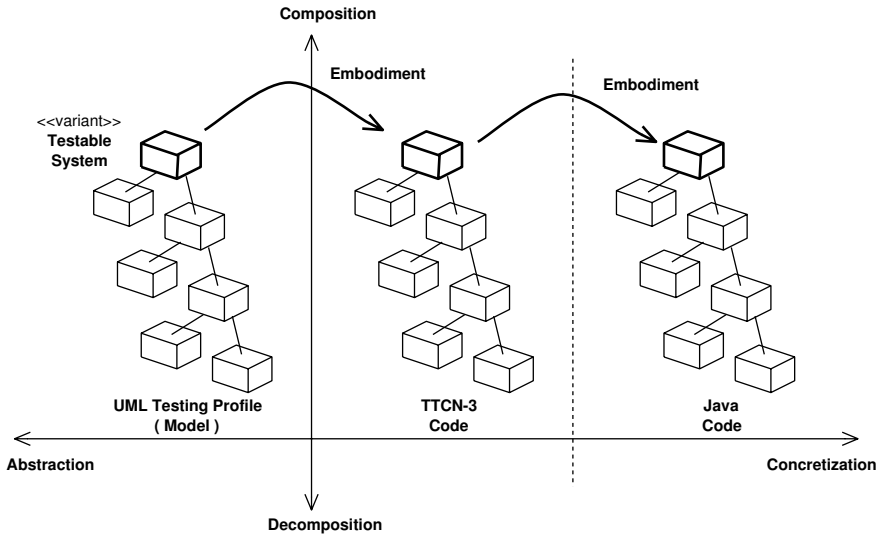 Composition
Embodiment
Embodiment
<<variant>>
Testable
System
UML Testing Profile
( Model )
TTCN-3
Code
Java
Code
Abstraction
Concretization
Decomposition